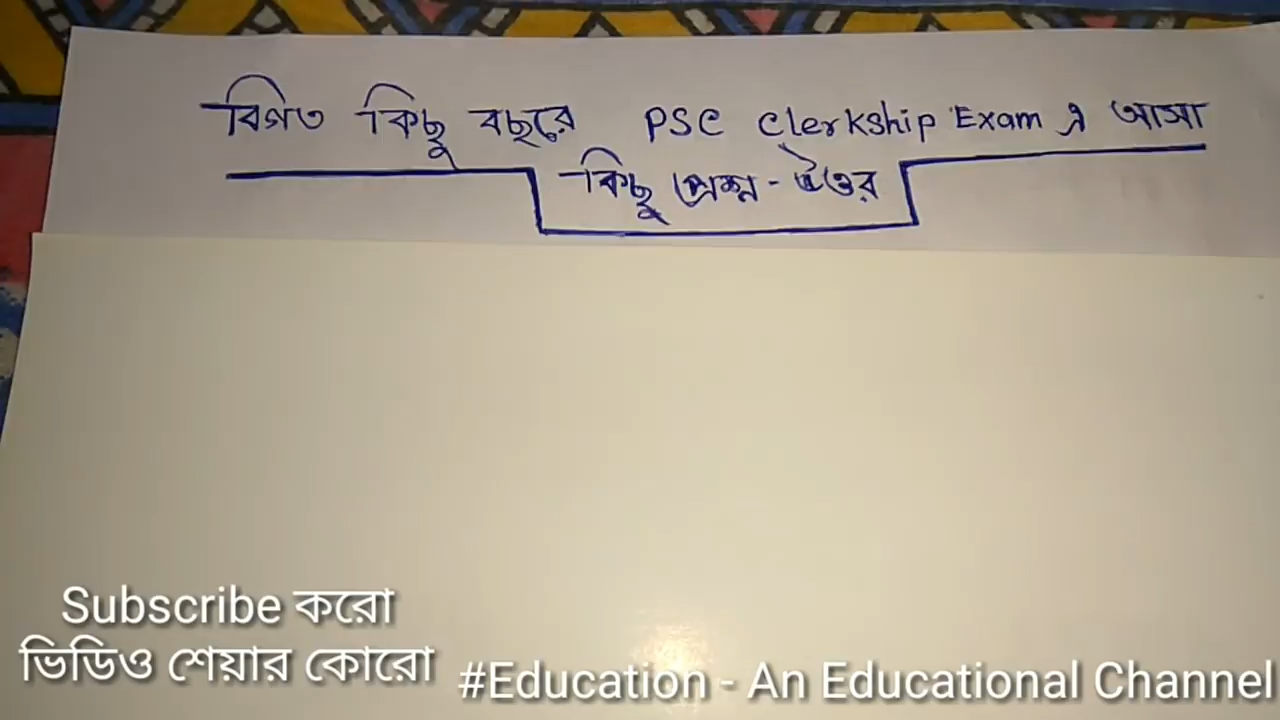 বিগত কিছু বছরে PSC Clerkship Exam এ আসা
কিছু প্রশ্ন - উত্তর
Subscribe করো
ভিডিও শেয়ার কোরো
#Education - An Educational Channel